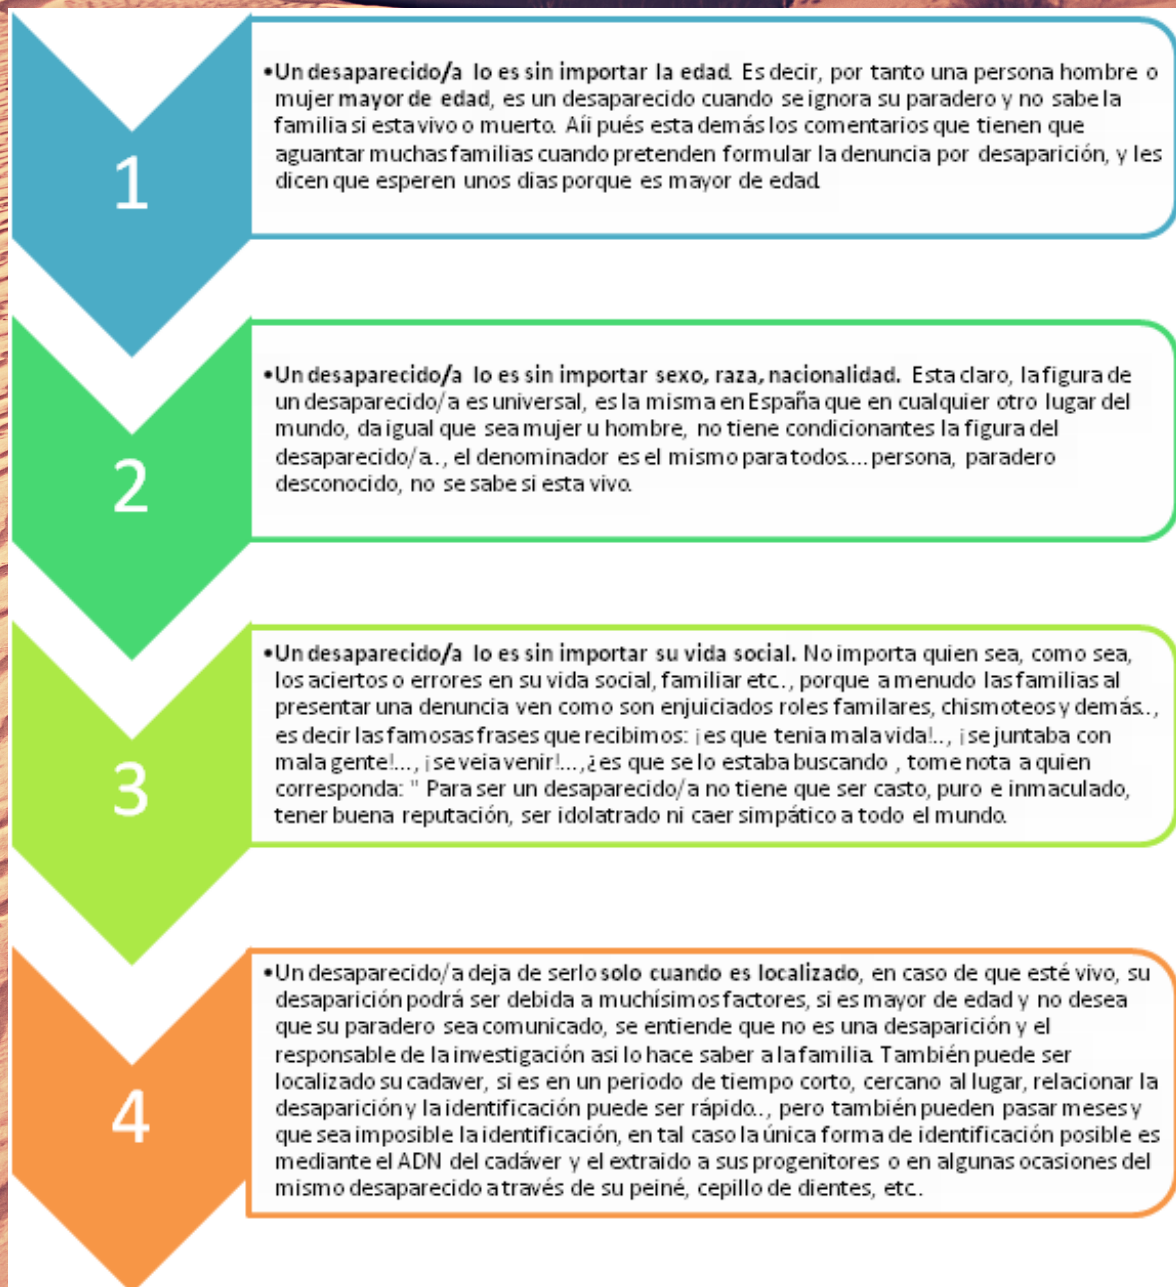 1
•Un desaparecido/a lo es sin importar la edad. Es decir, por tanto una persona hombre o
mujer mayor de edad, es un desaparecido cuando se ignora su paradero y no sabe la
familia si esta vivo o muerto. Aíi pués esta demás los comentarios que tienen que
aguantar muchas familias cuando pretenden formular la denuncia por desaparición, y les
dicen que esperen unos dias porque es mayor de edad.
2
•Un desaparecido/a lo es sin importar sexo, raza, nacionalidad. Esta claro, la figura de
un desaparecido/a es universal, es la misma en España que en cualquier otro lugar del
mundo, da igual que sea mujer u hombre, no tiene condicionantes la figura del
desaparecido/a.., el denominador es el mismo para todos.... persona, paradero
desconocido, no se sabe si esta vivo.
3
•Un desaparecido/a lo es sin importar su vida social. No importa quien sea, como sea,
los aciertos o errores en su vida social, familiar etc.., porque a menudo las familias al
presentar una denuncia ven como son enjuiciados roles familares, chismoteos y demás..,
es decir las famosas frases que recibimos: ¡es que tenia mala vida!.., ¡se juntaba con
mala gente!..., ¡se veia venir!...,¿es que se lo estaba buscando , tome nota a quien
corresponda: " Para ser un desaparecido/a no tiene que ser casto, puro e inmaculado,
tener buena reputación, ser idolatrado ni caer simpático a todo el mundo.
4
•Un desaparecido/a deja de serlo solo cuando es localizado, en caso de que esté vivo, su
desaparición podrá ser debida a muchísimos factores, si es mayor de edad y no desea
que su paradero sea comunicado, se entiende que no es una desaparición y el
responsable de la investigación asi lo hace saber a la familia. También puede ser
localizado su cadaver, si es en un periodo de tiempo corto, cercano al lugar, relacionar la
desaparición y la identificación puede ser rápido.., pero también pueden pasar meses y
que sea imposible la identificación, en tal caso la única forma de identificación posible es
mediante el ADN del cadáver y el extraido a sus progenitores o en algunas ocasiones del
mismo desaparecido a través de su peiné, cepillo de dientes, etc..